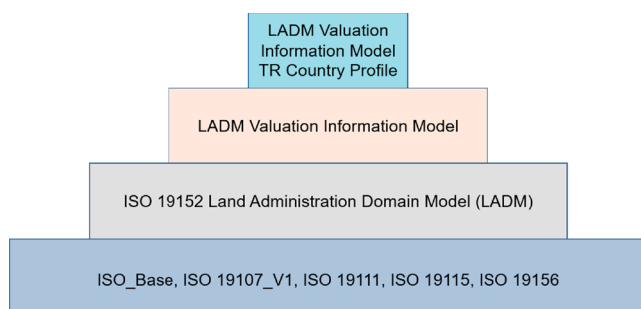 LADM Valuation
Information Model
TR Country Profile
LADM Valuation Information Model
ISO 19152 Land Administration Domain Model (LADM)
ISO_Base, ISO 19107_V1, ISO 19111, ISO 19115, ISO 19156